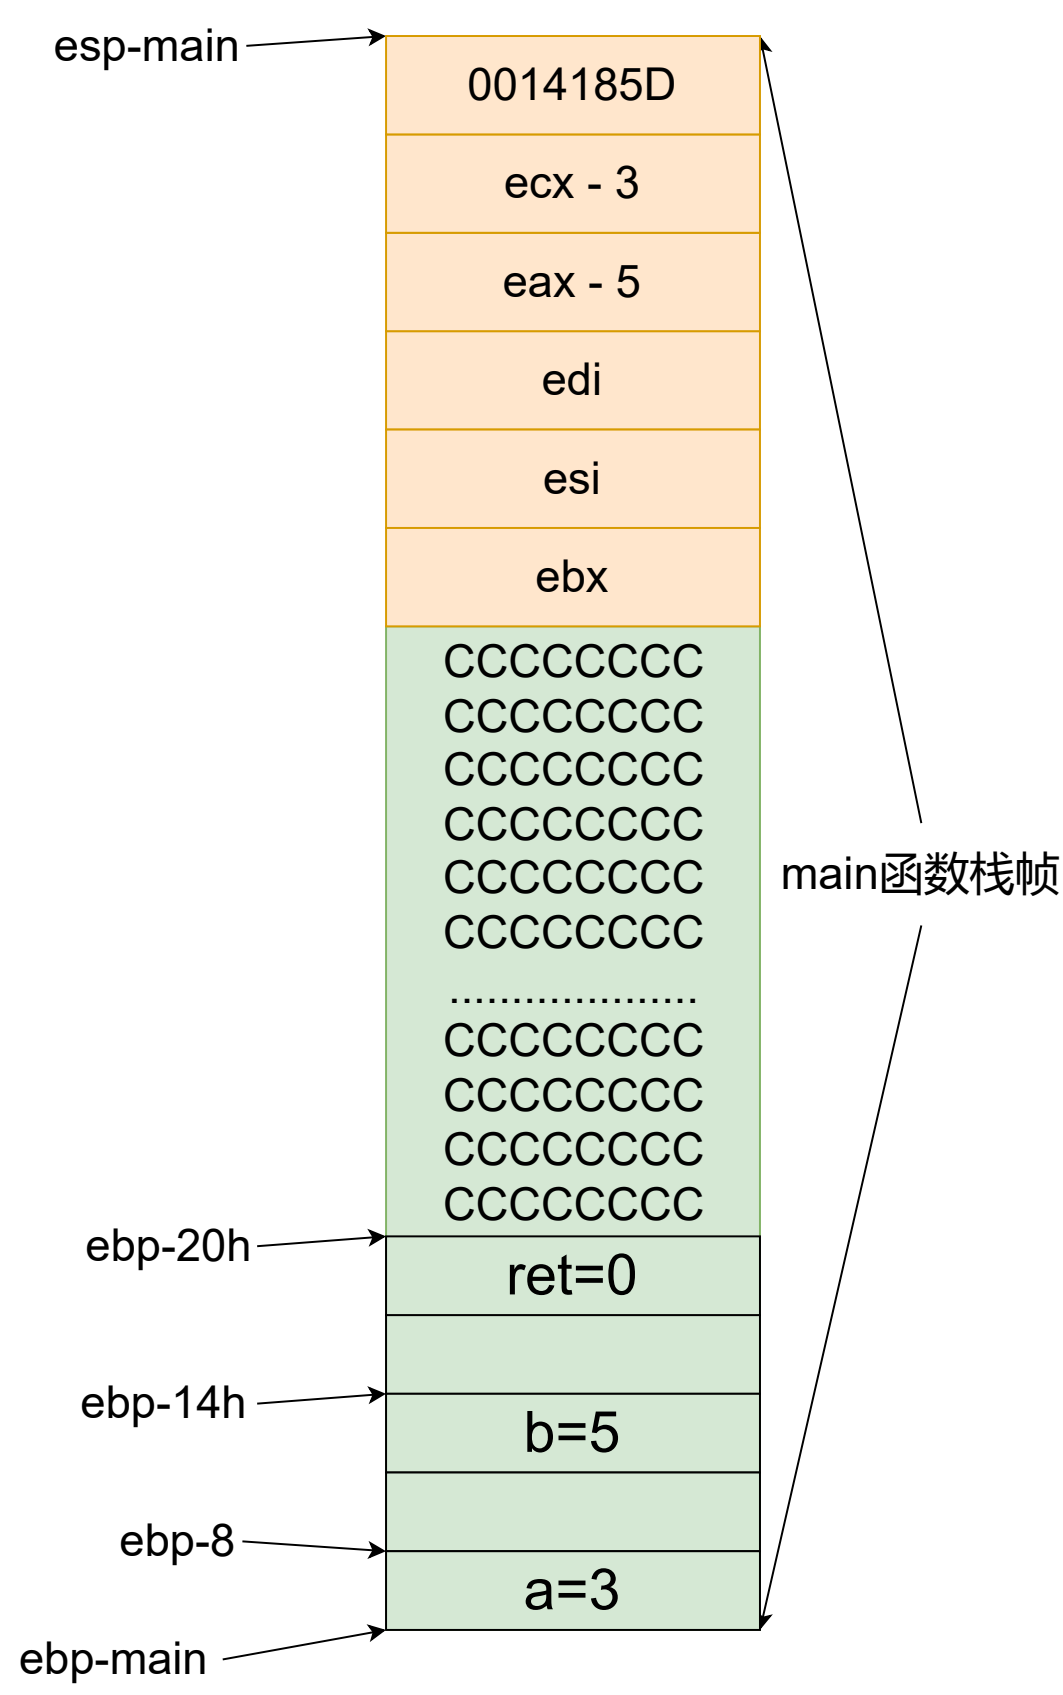 esp-main
0014185D
ecx - 3
eax - 5
edi
esi
ebx
CCCCCCCC
CCCCCCCC
CCCCCCCC
CCCCCCCC
CCCCCCCC
CCCCCCCC
....................
CCCCCCCC
CCCCCCCC
CCCCCCCC
CCCCCCCC
main函数栈帧
ebp-20h
ret=0
ebp-14h
b=5
ebp-8
a=3
ebp-main